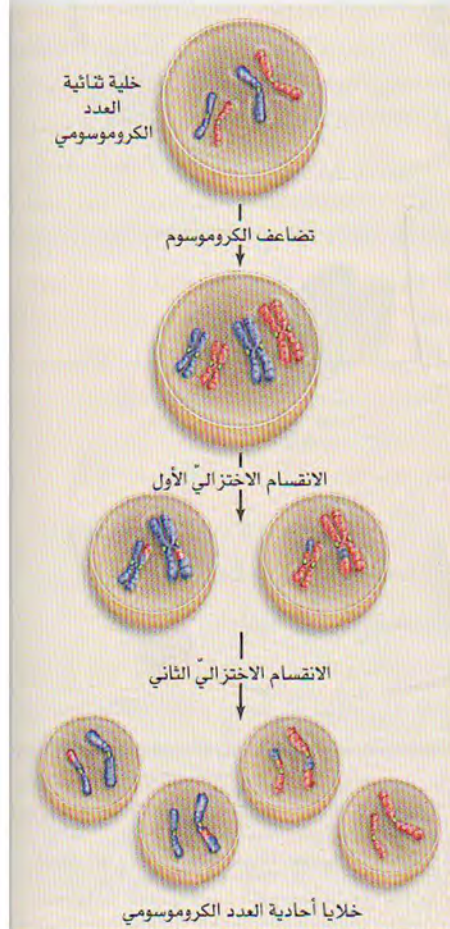 خلية ثنائية
العدد
الكروموسومي
تضاعف الكروموسوم
الانقسام الاختزاليّ الأول
الانقسام الاختزاليّ الثاني
خلايا أحادية العدد الكروموسومي